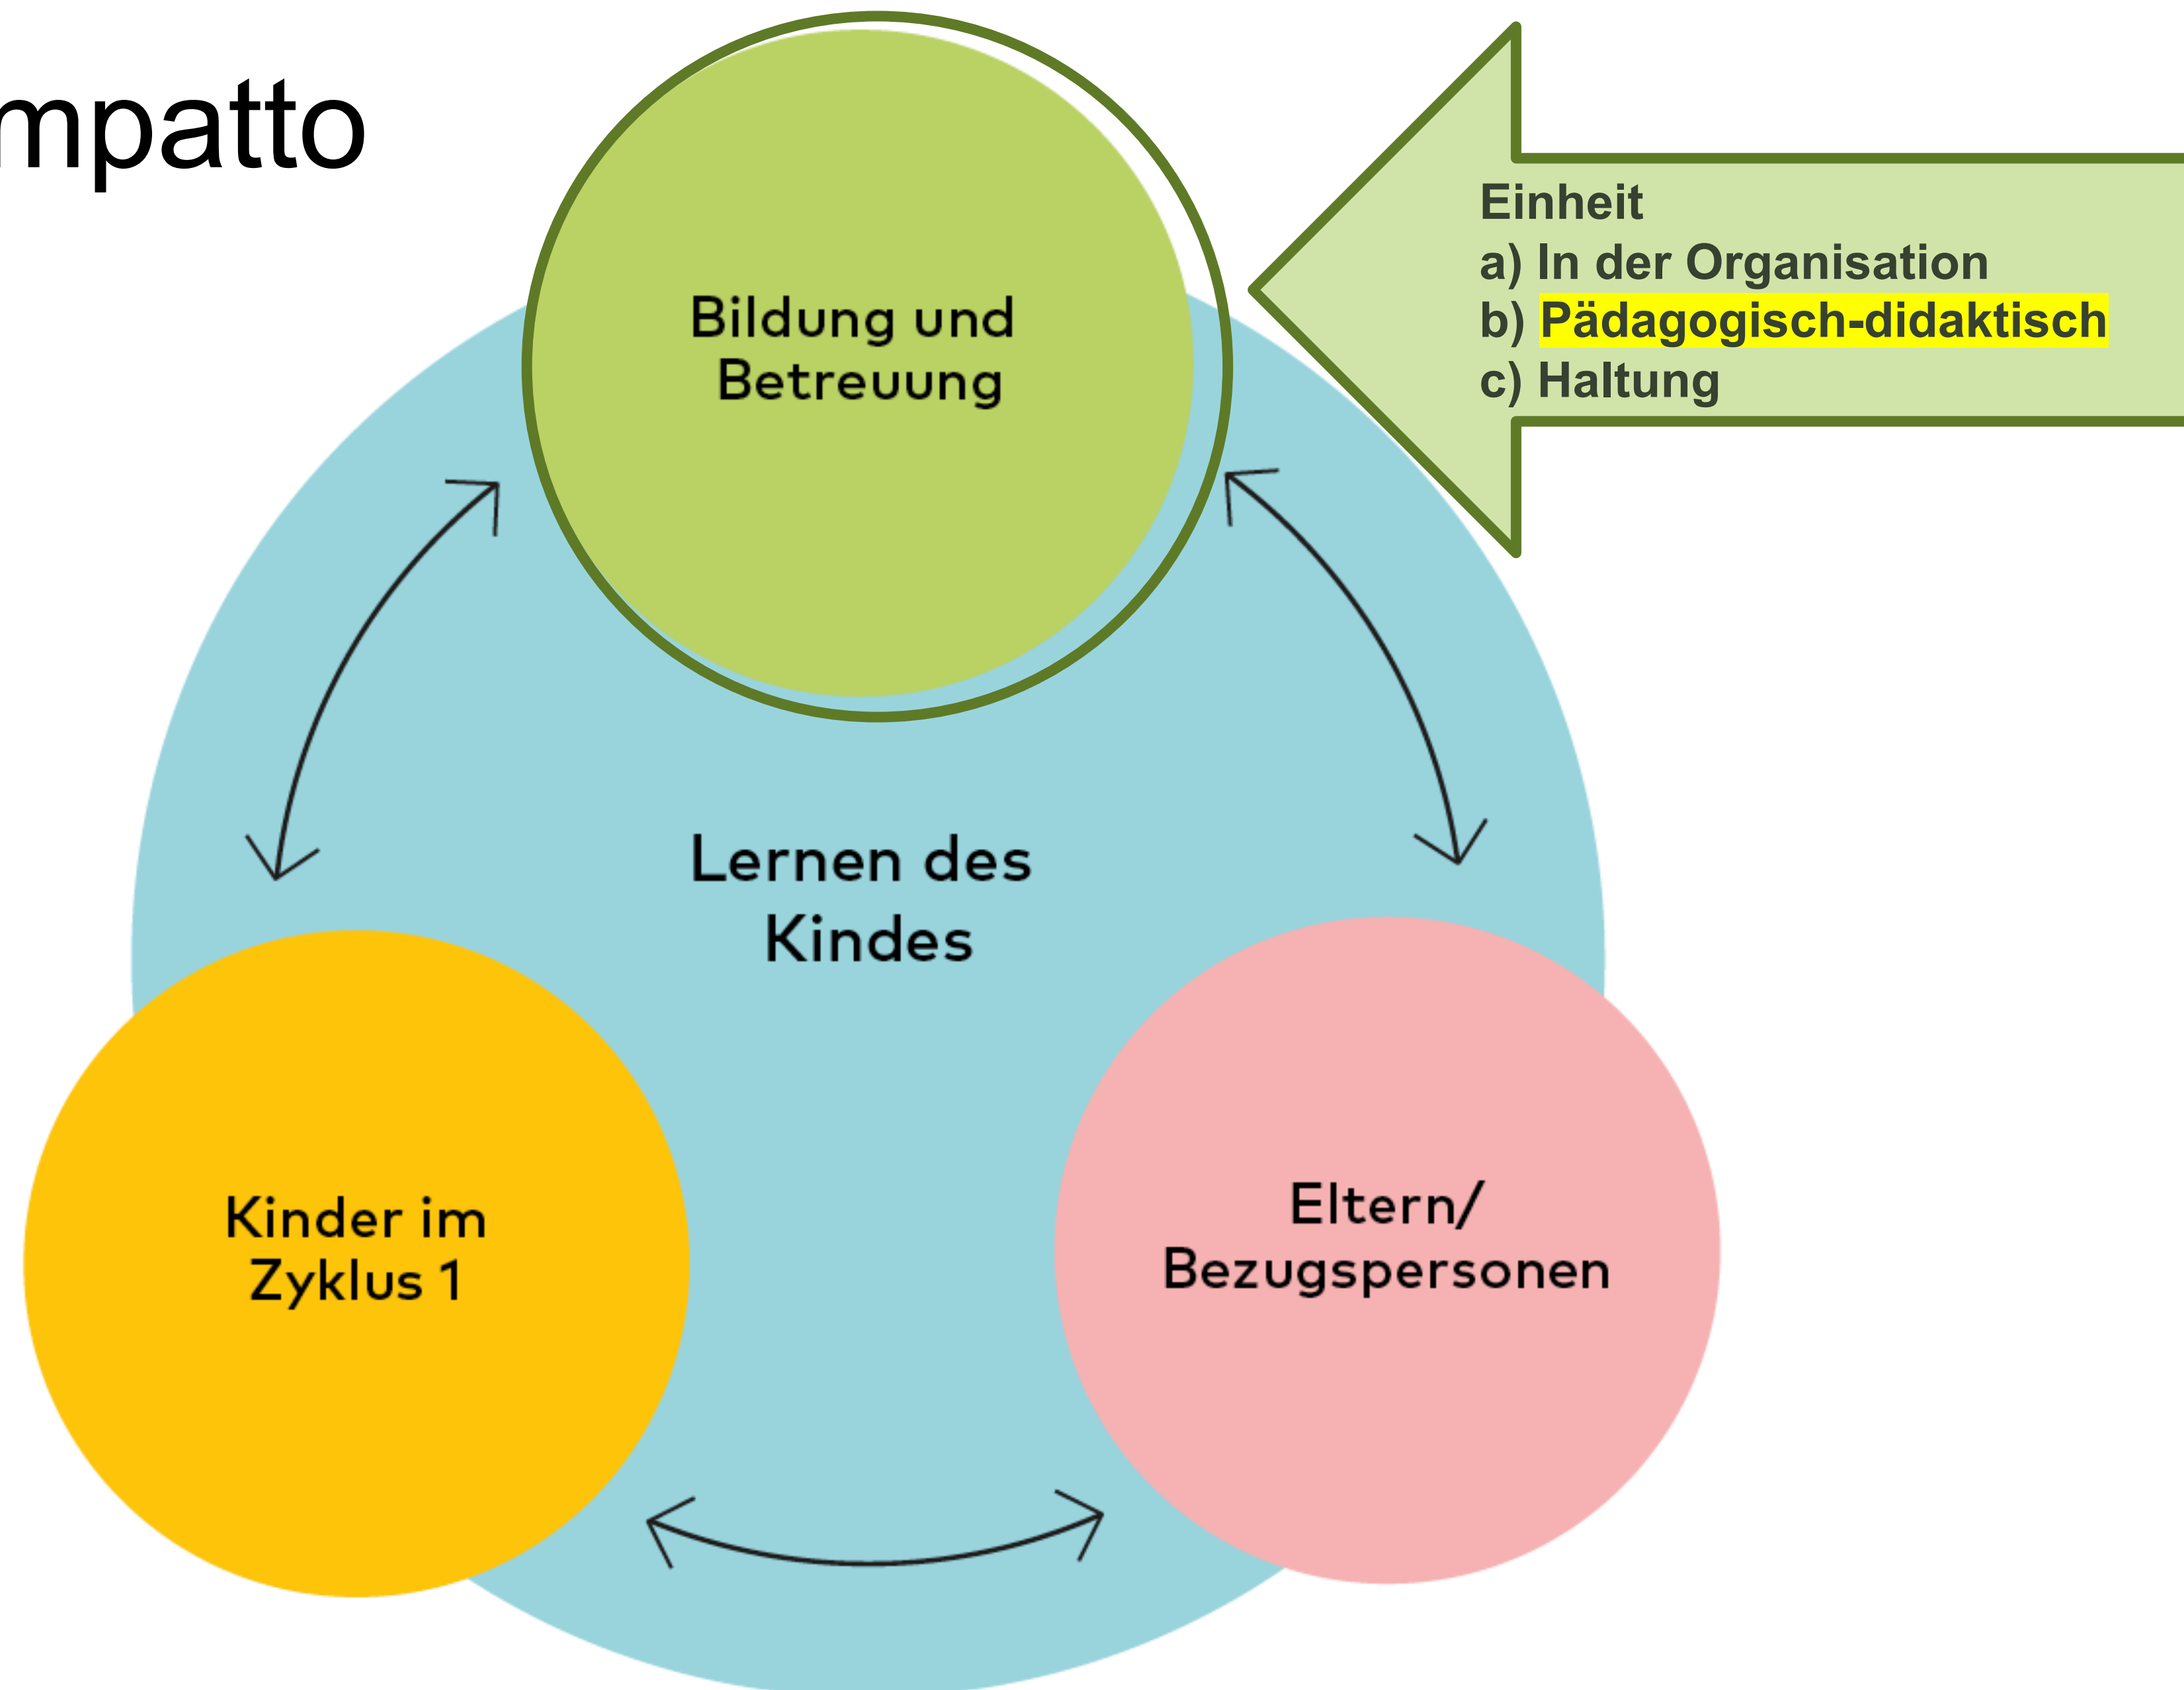 mpatto
Einheit
a) In der Organisation
b) Pädagogisch-didaktisch
c) Haltung
Bildung und
Betreuung
Lernen des
Kindes
Kinder im
Zyklus 1
Eltern/
Bezugspersonen